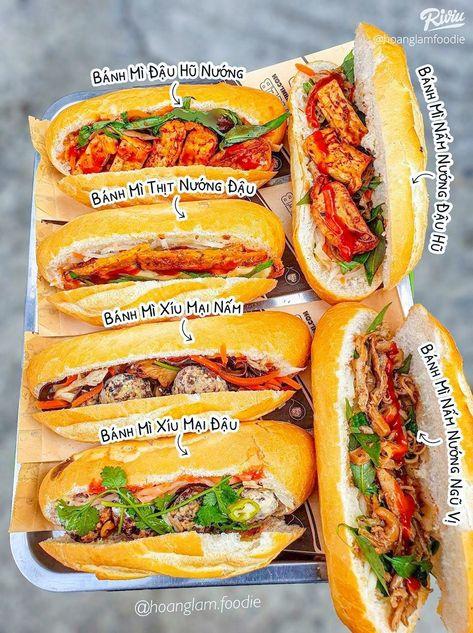 Riviu
@hoanglamfoodie
BÁNH MÌ ĐẬU HŨ NƯỚNG
BÁNH MÌ NẤM NƯỚNG ĐẬU HŨ
BÁNH MÌ THỊT NƯỚNG ĐẬU
BÁNH MÌ XÍU MẠI NẤM
BÁNH MÌ NẤM NƯỚNG NGŨ VỊ
BÁNH MÌ XÍU MẠI ĐẬU
@hoanglam.foodie